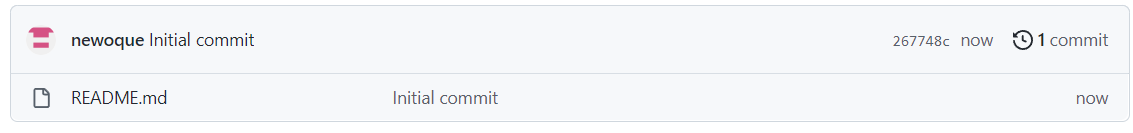 newoque Initial commit 267748c now 1 commit
README.md Initial commit now